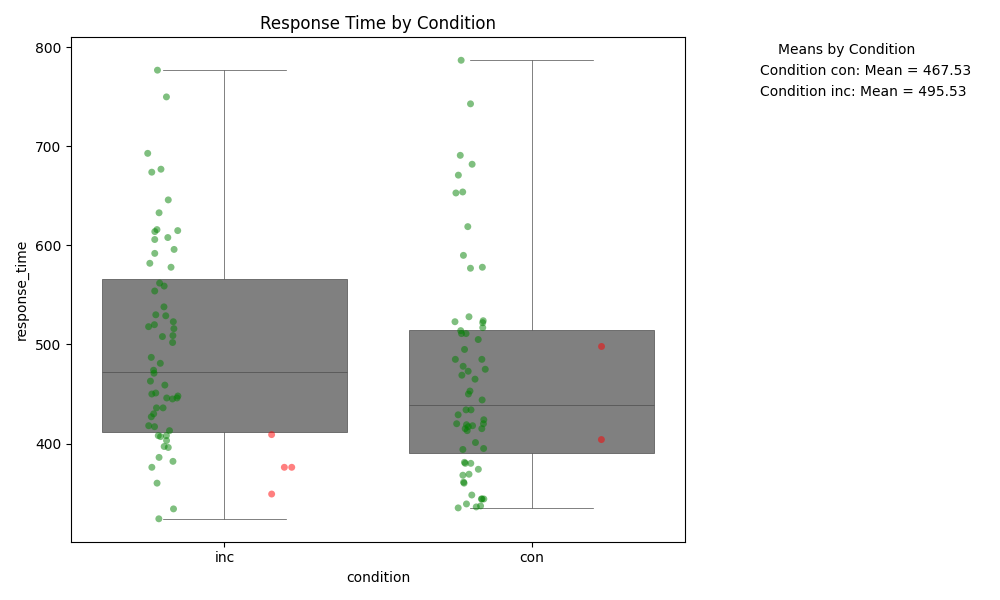 Response Time by Condition
Means by Condition
Condition con: Mean = 467.53
Condition inc: Mean = 495.53
response_time
800
700
600
500
400
inc
con
condition